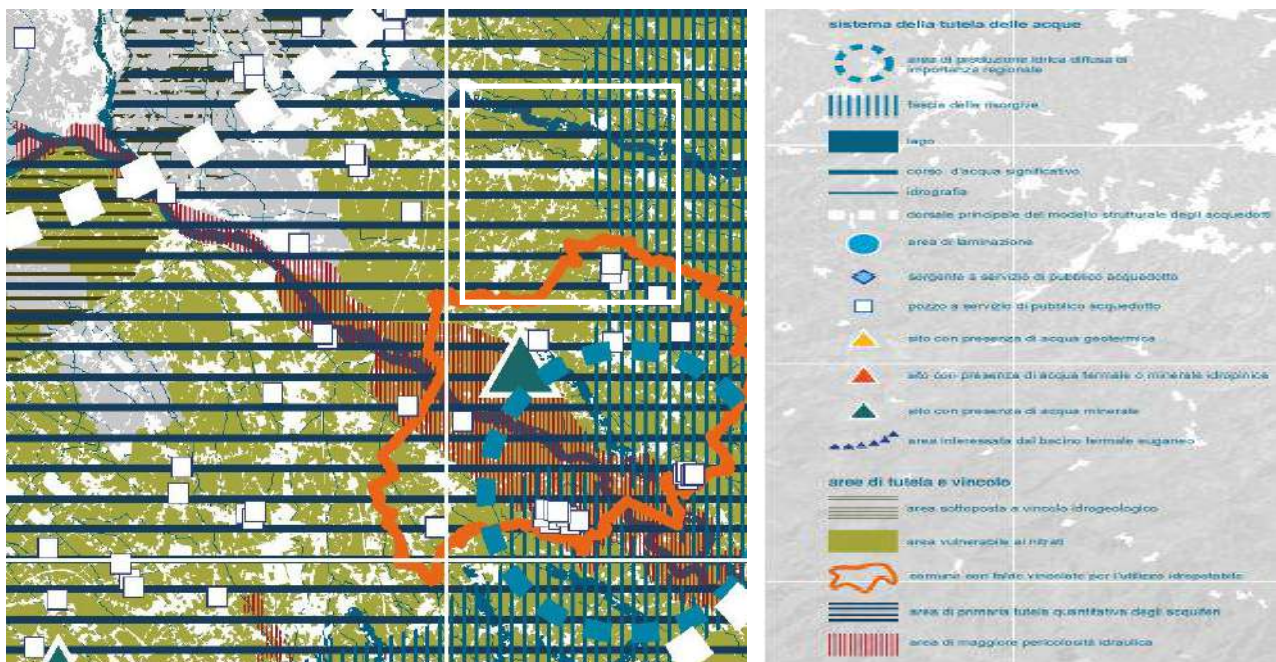 sistema della tutela delle acque
area di produzione idrica diffusa di
importanza regionale
fascia delle risorgive
lago
corso d'acqua significativo
idrografia
dorsale principale del modello strutturale degli acquedotti
area di laminazione
sorgente a servizio di pubblico acquedotto
pozzo a servizio di pubblico acquedotto
sito con presenza di acqua geotermica
sito con presenza di acqua termale o minerale idropinica
sito con presenza di acqua minerale
area interessata dal bacino termale euganeo
aree di tutela e vincolo
area sottoposta a vincolo idrogeologico
area vulnerabile ai nitrati
comune con falde vincolate per l'utilizzo idropotabile
area di primaria tutela quantitativa degli acquiferi
area di maggiore pericolosità idraulica